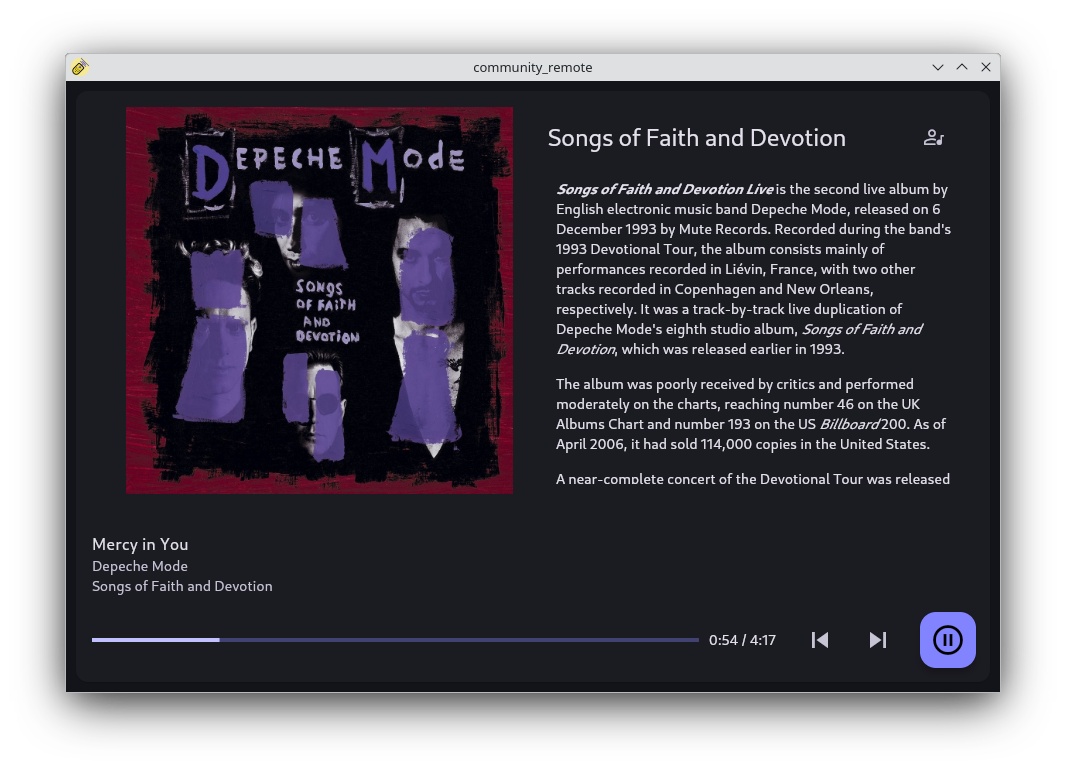 community_remote
DEPECHE MODE
SONGS
OF FAITH
AND
DEVOTION
Songs of Faith and Devotion
Songs of Faith and Devotion Live is the second live album by
English electronic music band Depeche Mode, released on 6
December 1993 by Mute Records. Recorded during the band's
1993 Devotional Tour, the album consists mainly of
performances recorded in Liévin, France, with two other
tracks recorded in Copenhagen and New Orleans,
respectively. It was a track-by-track live duplication of
Depeche Mode's eighth studio album, Songs of Faith and
Devotion, which was released earlier in 1993.
The album was poorly received by critics and performed
moderately on the charts, reaching number 46 on the UK
Albums Chart and number 193 on the US Billboard 200. As of
April 2006, it had sold 114,000 copies in the United States.
A near-complete concert of the Devotional Tour was released
Mercy in You
Depeche Mode
Songs of Faith and Devotion
0:54 / 4:17